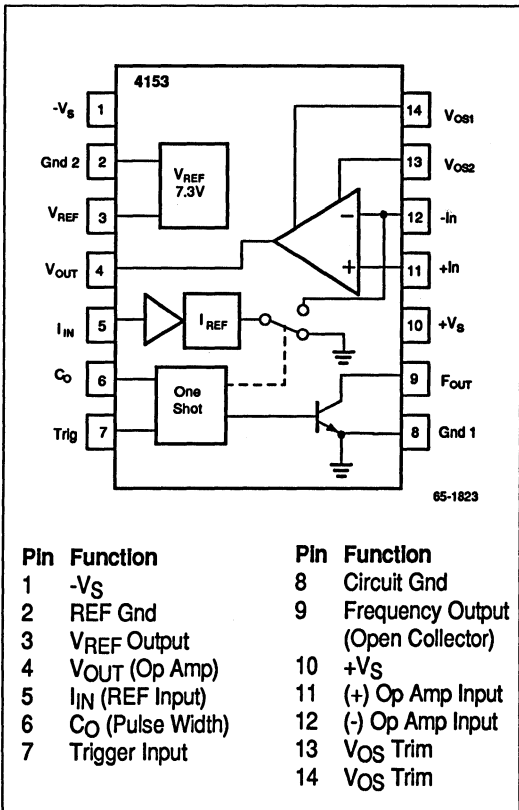 4153
-VS 1
14 VOS1
Gnd 2 2
VREF
7.3V
13 VOS2
VREF 3
−
12 -In
VOUT 4
+
11 +In
IIN 5
IREF
10 +VS
CO 6
One
Shot
9 FOUT
Trig 7
8 Gnd 1
65-1823
Pin Function
1 -VS
2 REF Gnd
3 VREF Output
4 VOUT (Op Amp)
5 IIN (REF Input)
6 CO (Pulse Width)
7 Trigger Input
Pin Function
8 Circuit Gnd
9 Frequency Output
(Open Collector)
10 +VS
11 (+) Op Amp Input
12 (-) Op Amp Input
13 VOS Trim
14 VOS Trim